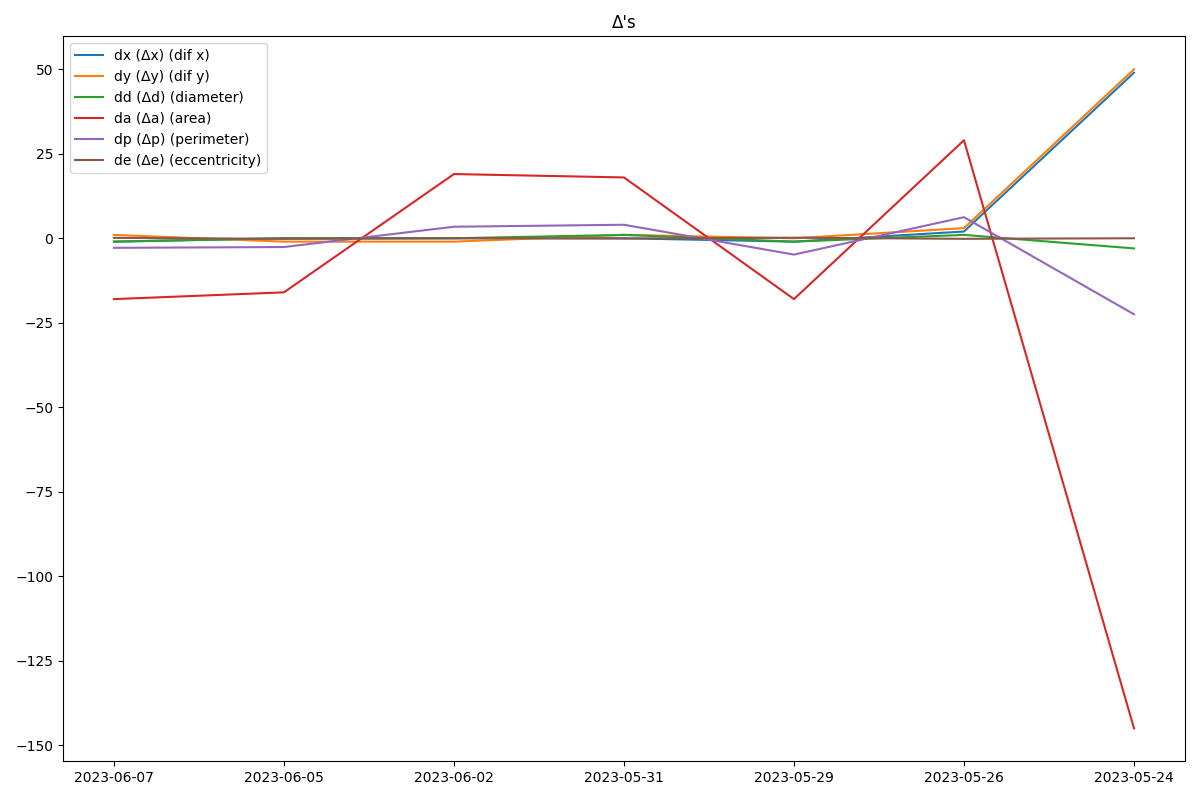 Δ's
dx (Δx) (dif x)
dy (Δy) (dif y)
dd (Δd) (diameter)
da (Δa) (area)
dp (Δp) (perimeter)
de (Δe) (eccentricity)
50
25
0
−25
−50
−75
−100
−125
−150
2023-06-07 2023-06-05 2023-06-02 2023-05-31 2023-05-29 2023-05-26 2023-05-24